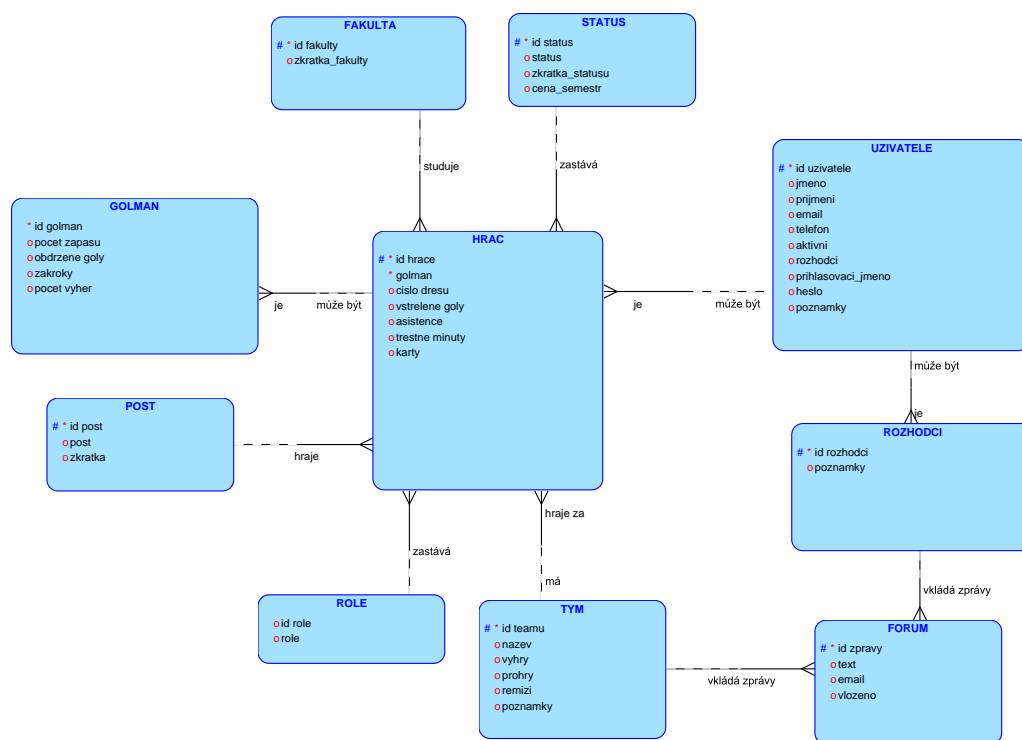 FAKULTA
# * id fakulty
o zkratka_fakulty
STATUS
# * id status
o status
o zkratka_statusu
o cena_semestr
studuje
zastává
UZIVATELE
# * id uzivatele
o jmeno
o prijmeni
o email
o telefon
o aktivni
o rozhodci
o prihlasovaci_jmeno
o heslo
o poznamky
GOLMAN
* id golman
o pocet zapasu
o obdrzene goly
o zakroky
o pocet vyher
HRAC
# * id hrace
* golman
o cislo dresu
o vstrelene goly
o asistence
o trestne minuty
o karty
je
může být
je
může být
může být
je
POST
# * id post
o post
o zkratka
hraje
ROZHODCI
# * id rozhodci
o poznamky
hraje za
zastává
má
vkládá zprávy
ROLE
o id role
o role
TYM
# * id teamu
o nazev
o vyhry
o prohry
o remizi
o poznamky
vkládá zprávy
FORUM
# * id zpravy
o text
o email
o vlozeno